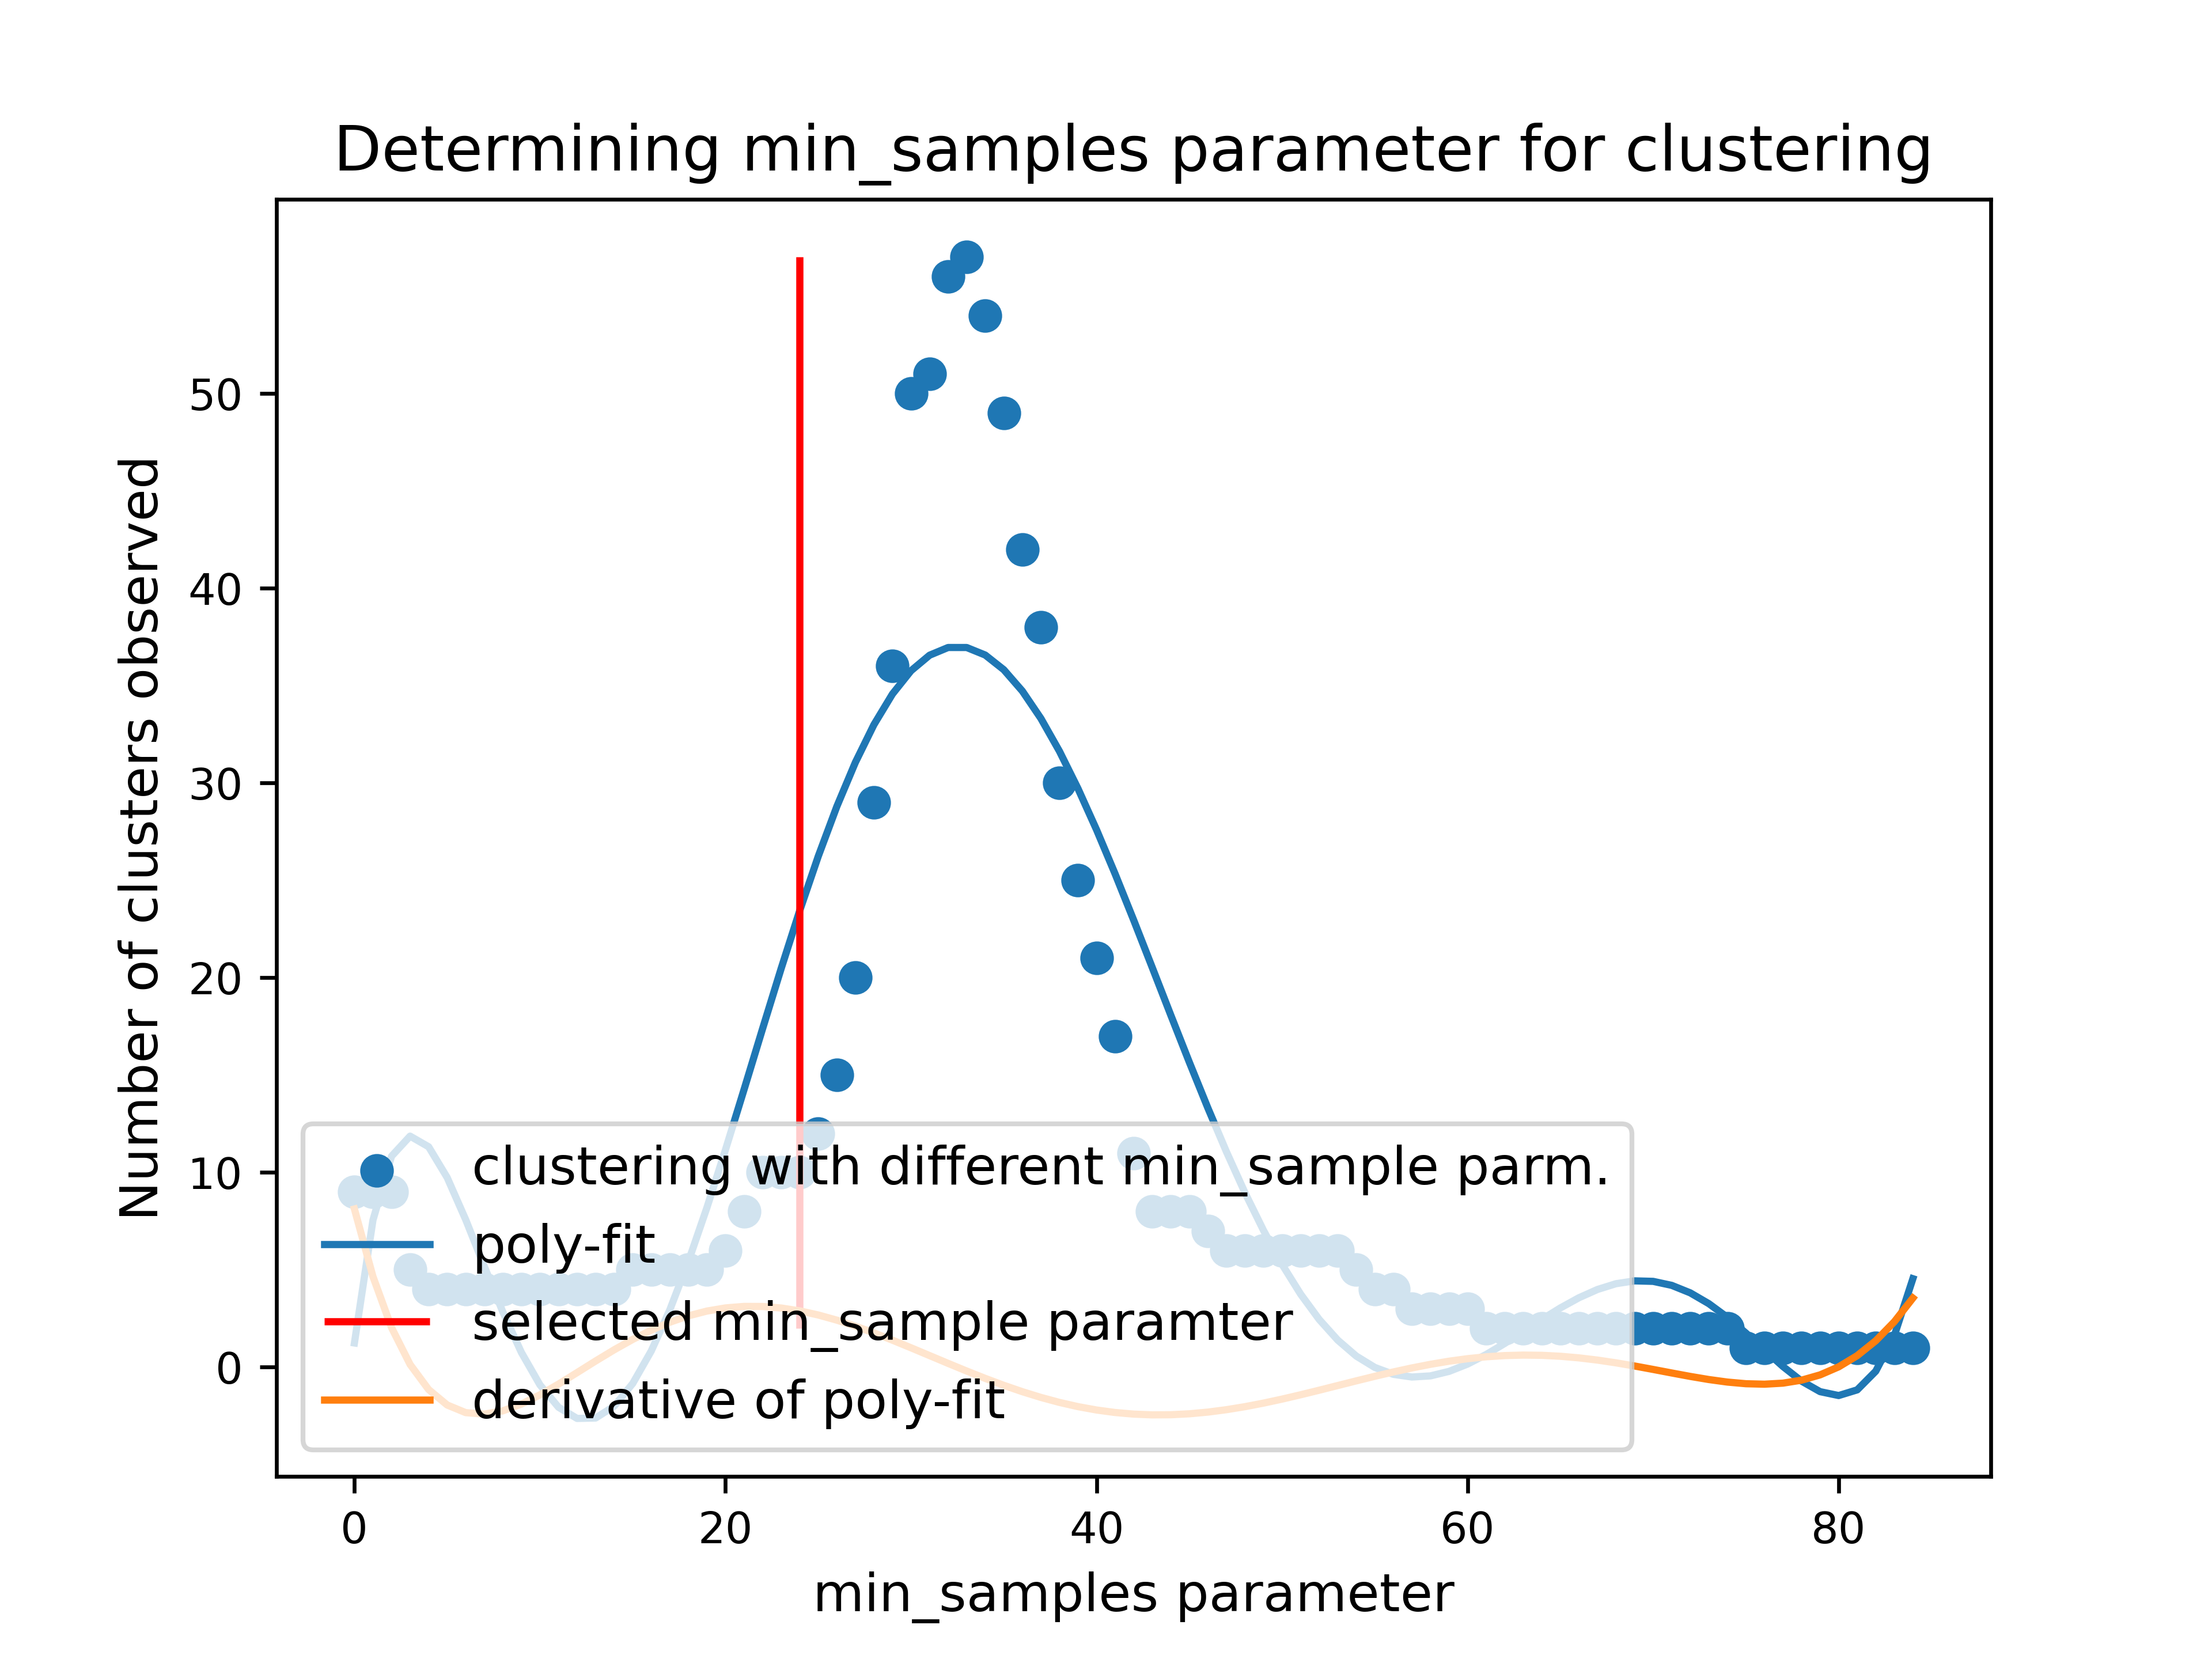 Determining min_samples parameter for clustering
Number of clusters observed
50
40
30
20
10
0
clustering with different min_sample parm.
poly-fit
selected min_sample paramter
derivative of poly-fit
0 20 40 60 80
min_samples parameter